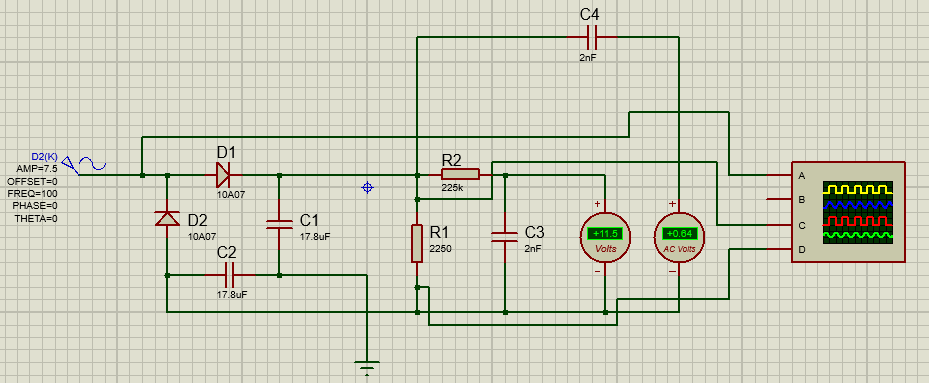 C4
2nF
D2(K)
AMP=7.5
OFFSET=0
FREQ=100
PHASE=0
THETA=0
D1
10A07
R2
225k
A
B
C
D
D2
10A07
C1
17.8uF
R1
2250
C3
2nF
+
+11.5
Volts
+
+0.64
AC Volts
C2
17.8uF